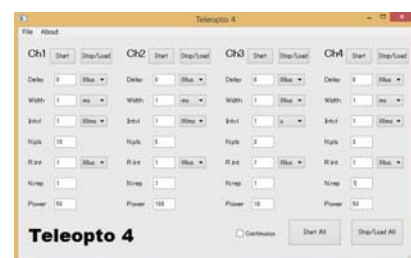 Teleopto 4
File About
Ch1 Start Stop/Load Ch2 Start Stop/Load Ch3 Start Stop/Load Ch4 Start Stop/Load
Delay 0 Delay 0 Delay 0 Delay 0
Width 1 ms Width 1 ms Width 1 Width 1 ms
Intvl 1 Intvl 1 Intvl 1 s Intvl 1
Npls 10 Npls 5 Npls Npls
R.int 1 R.int 1 R.int 1 R.int 1
N.rep 1 N.rep 1 N.rep 1 N.rep
Power 50 Power 100 Power 10 Power 50
Teleopto 4 Continuous Start All Stop/Load All